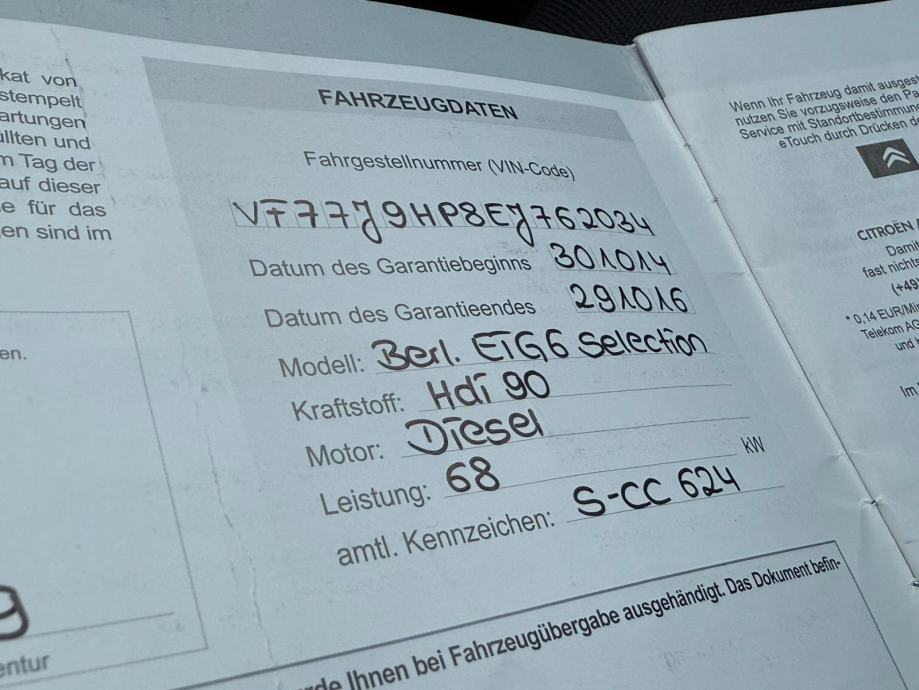 kat von
stempelt
artungen
üllten und
m Tag der
auf dieser
e für das
en sind im
en.
entur
FAHRZEUGDATEN
Fahrgestellnummer (VIN-Code)
VF77J9HP8EJ762034
Datum des Garantiebeginns 301014
Datum des Garantieendes 291016
Modell: Berl. ETG6 Selection
Kraftstoff: Hdi 90
Motor: Diesel
Leistung: 68 kW
amtl. Kennzeichen: S-CC 624
rde Ihnen bei Fahrzeugübergabe ausgehändigt. Das Dokument befin-
Wenn Ihr Fahrzeug damit ausgest
nutzen Sie vorzugsweise den P
Service mit Standortbestimmun
eTouch durch Drücken de
CITROËN A
Damit
fast nichts
(+49
* 0,14 EUR/Min
Telekom AG
und
Im